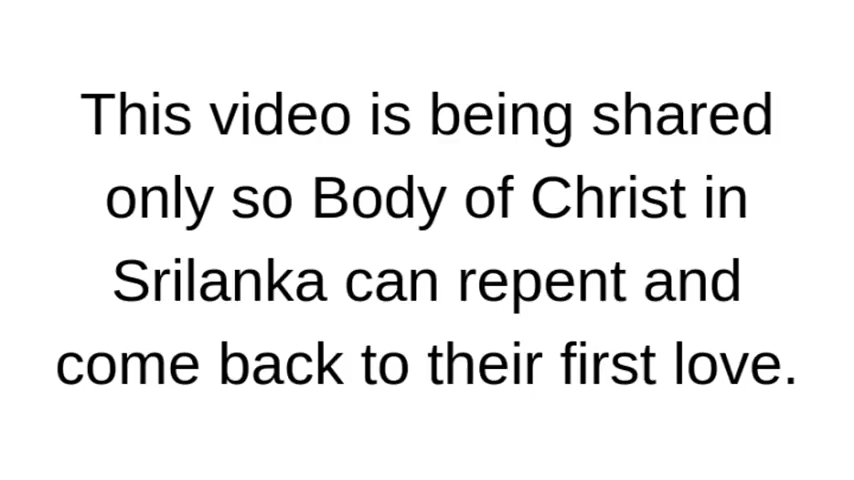 This video is being shared
only so Body of Christ in
Srilanka can repent and
come back to their first love.